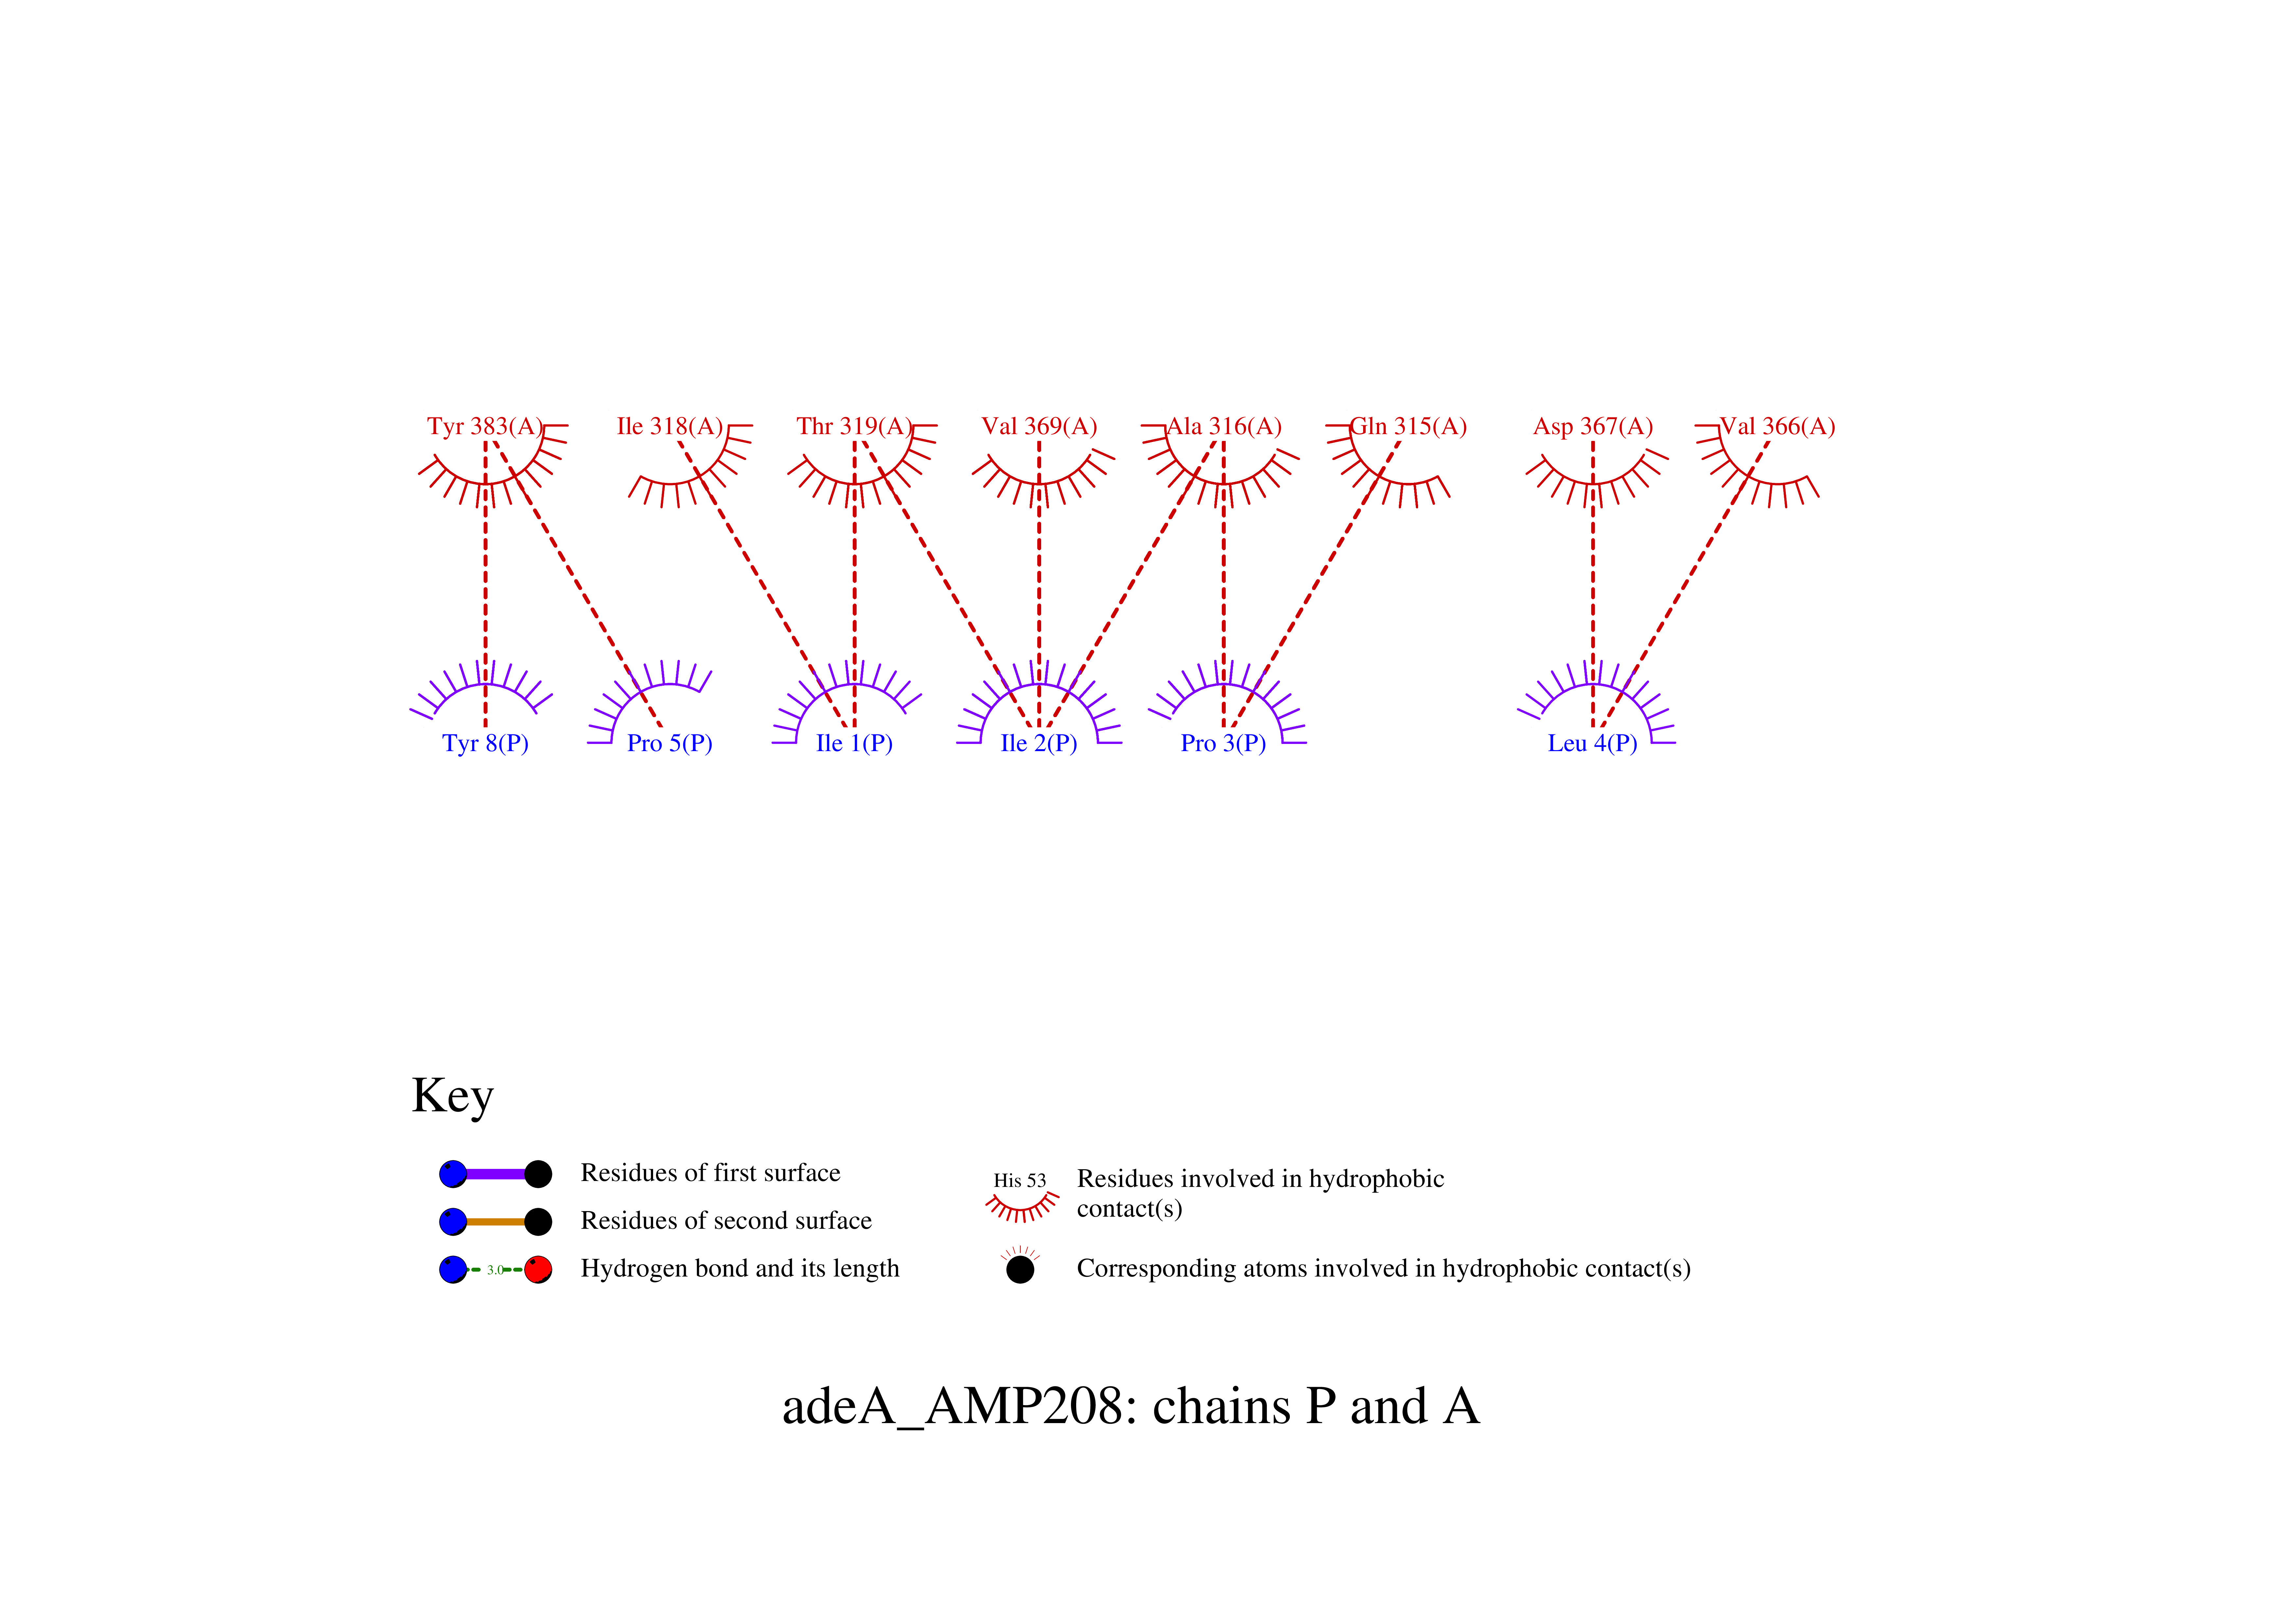 Tyr 383(A) Ile 318(A) Thr 319(A) Val 369(A) Ala 316(A) Gln 315(A) Asp 367(A) Val 366(A)
Tyr 8(P) Pro 5(P) Ile 1(P) Ile 2(P) Pro 3(P) Leu 4(P)
Key
Residues of first surface
Residues of second surface
3.0 Hydrogen bond and its length
His 53 Residues involved in hydrophobic
contact(s)
Corresponding atoms involved in hydrophobic contact(s)
adeA_AMP208: chains P and A